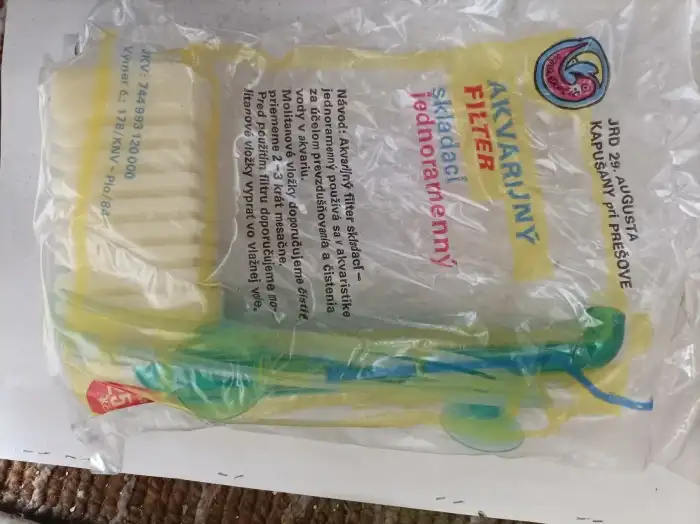 JRD 29. AUGUSTA
KAPUŠANY pri PREŠOVE
AKVARIJNÝ
FILTER
skladací
jednoramenný
Návod: Akvarijný filter skladací –
jednoramenný používá sa v akvaristike
za účelom prevzdušňovania a čistenia
vody v akvariu.
Molitanové vložky doporučujeme čistiť
priemerne 2–3 krát mesačne.
Pred použitím filtru doporučujeme mo-
litanové vložky vyprať vo vlažnej vode.
JKV: 744 993 120 000
Výmer č.: 178/KNV - Plo/84